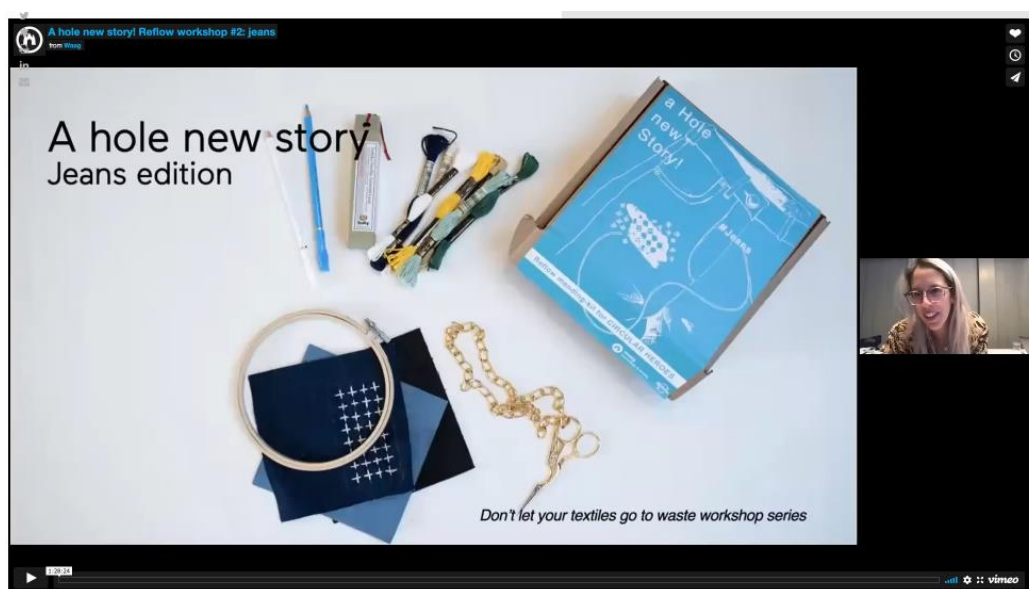 A hole new story! Reflow workshop #2: jeans
from Waag
in
A hole new story
Jeans edition
a Hole
new
Story!
#Jeans
Reflow mending-kit for CIRCULAR HEROES
Don't let your textiles go to waste workshop series
1:28:24
vimeo